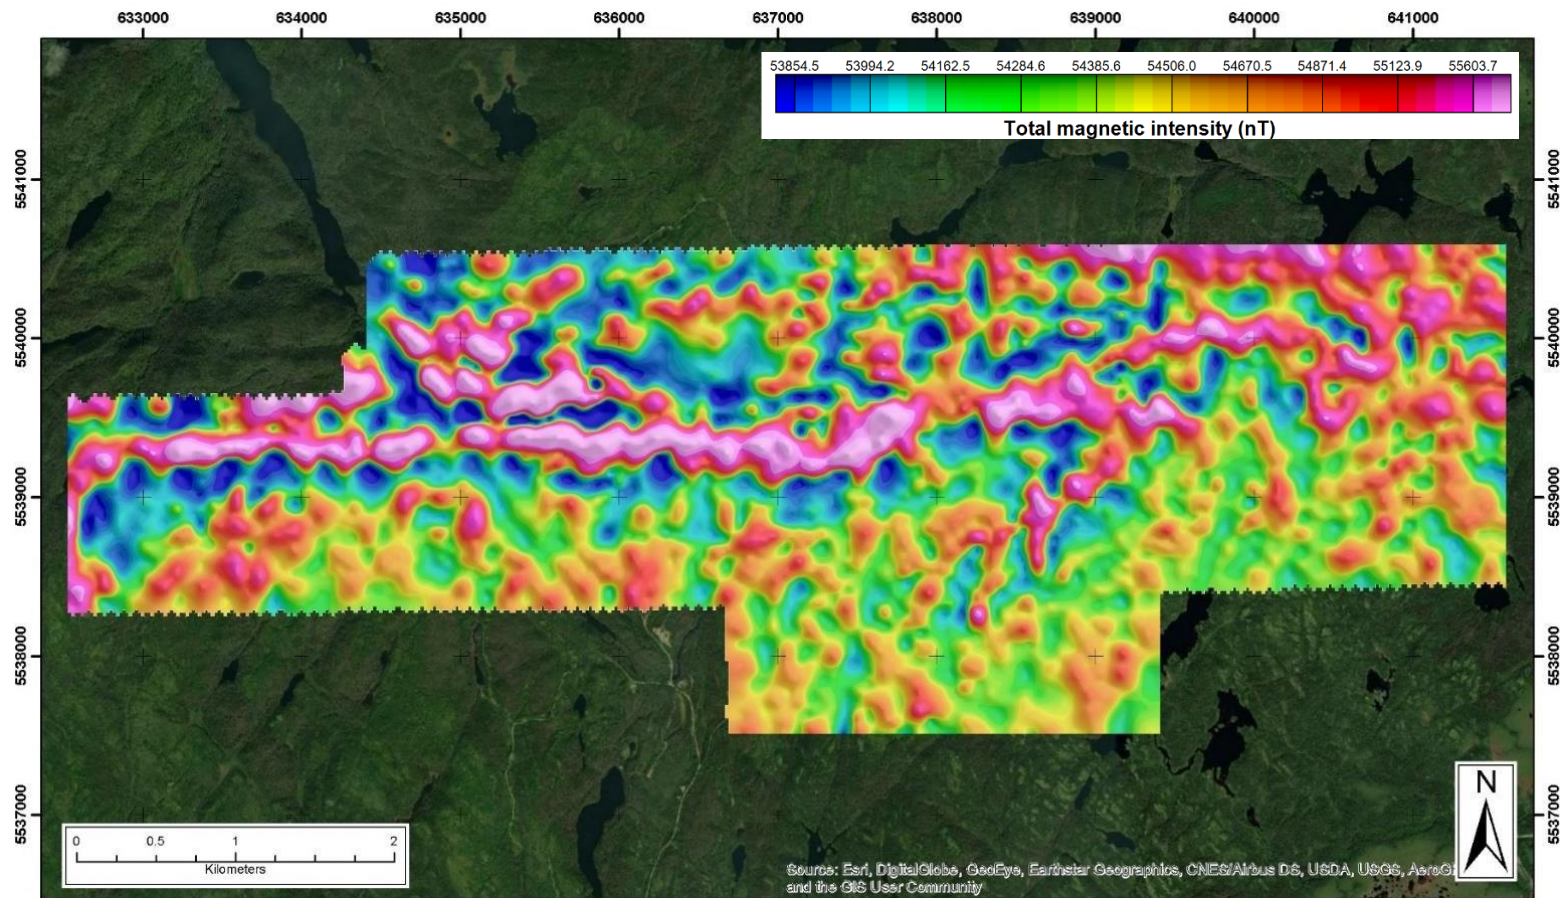 633000 634000 635000 636000 637000 638000 639000 640000 641000
53854.5 53994.2 54162.5 54284.6 54385.6 54506.0 54670.5 54871.4 55123.9 55603.7
Total magnetic intensity (nT)
5541000 5541000
5540000 5540000
5539000 5539000
5538000 5538000
5537000 5537000
N
0 0.5 1 2
Kilometers
Source: Esri, DigitalGlobe, GeoEye, Earthstar Geographics, CNES/Airbus DS, USDA, USGS,
and the GIS User Community